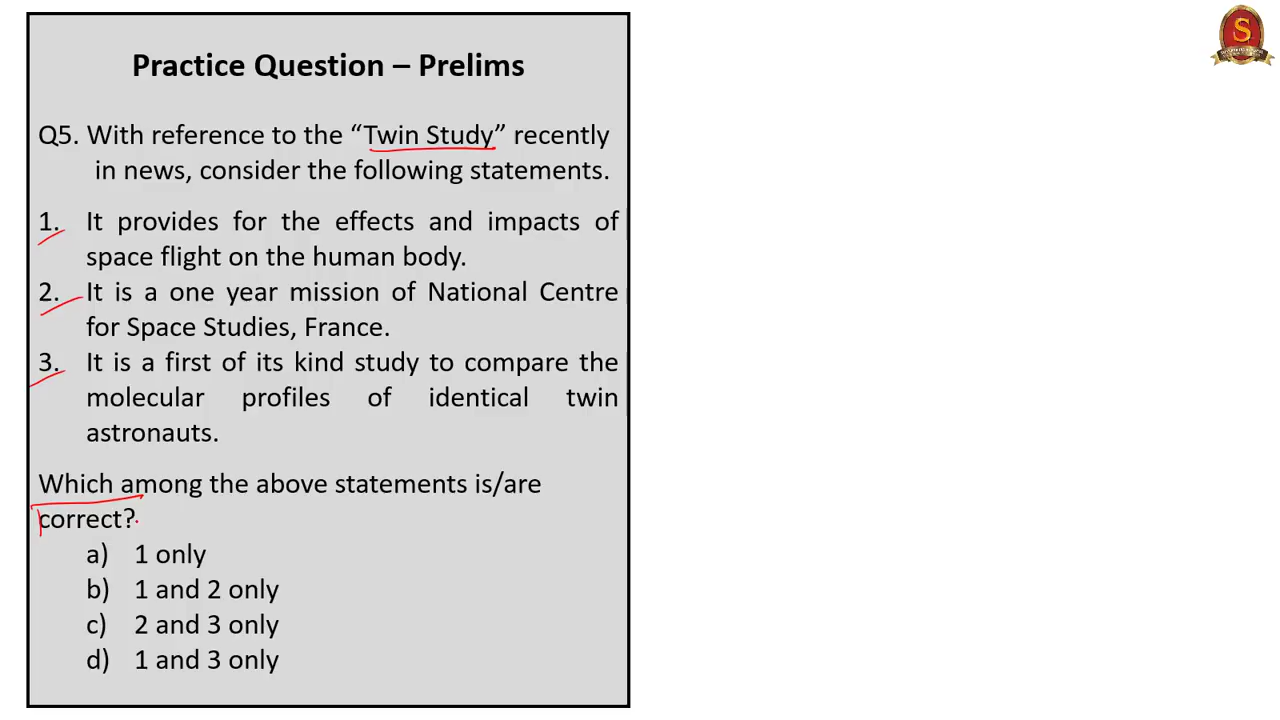 Practice Question – Prelims
Q5. With reference to the “Twin Study” recently
in news, consider the following statements.
1. It provides for the effects and impacts of
space flight on the human body.
2. It is a one year mission of National Centre
for Space Studies, France.
3. It is a first of its kind study to compare the
molecular profiles of identical twin
astronauts.
Which among the above statements is/are
correct?
a) 1 only
b) 1 and 2 only
c) 2 and 3 only
d) 1 and 3 only
S